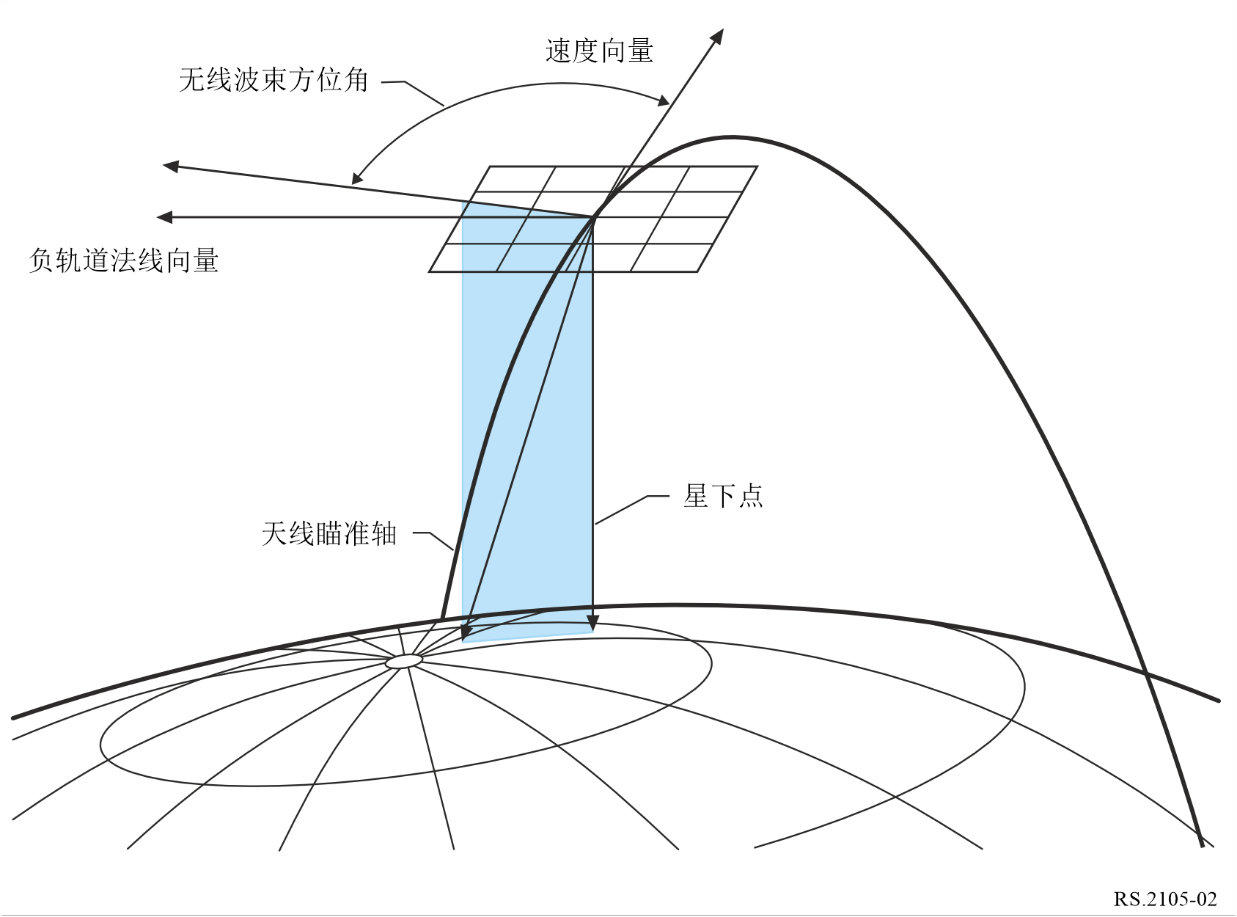 速度向量
无线波束方位角
负轨道法线向量
星下点
天线瞄准轴
RS.2105-02